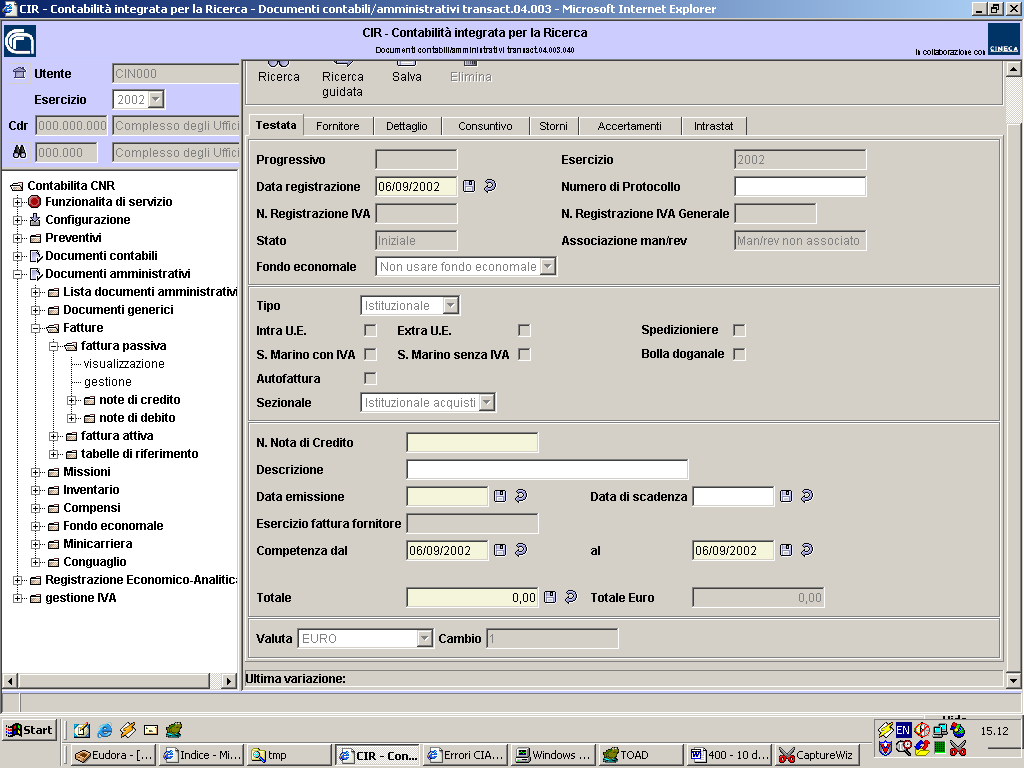 CIR - Contabilità integrata per la Ricerca - Documenti contabili/amministrativi transact.04.003 - Microsoft Internet Explorer
CIR - Contabilità integrata per la Ricerca
Documenti contabili/amministrativi transact.04.003.040
In collaborazione con
CINECA
Utente
CIN000
Esercizio
2002
Cdr
000.000.000
Complesso degli Uffici
000.000
Complesso degli Uffici
Contabilita CNR
Funzionalita di servizio
Configurazione
Preventivi
Documenti contabili
Documenti amministrativi
Lista documenti amministrativi
Documenti generici
Fatture
fattura passiva
visualizzazione
gestione
note di credito
note di debito
fattura attiva
tabelle di riferimento
Missioni
Inventario
Compensi
Fondo economale
Minicarriera
Conguaglio
Registrazione Economico-Analitica
gestione IVA
Ricerca
Ricerca guidata
Salva
Elimina
Testata
Fornitore
Dettaglio
Consuntivo
Storni
Accertamenti
Intrastat
Progressivo
Esercizio
2002
Data registrazione
06/09/2002
Numero di Protocollo
N. Registrazione IVA
N. Registrazione IVA Generale
Stato
Iniziale
Associazione man/rev
Man/rev non associato
Fondo economale
Non usare fondo economale
Tipo
Istituzionale
Intra U.E.
Extra U.E.
Spedizioniere
S. Marino con IVA
S. Marino senza IVA
Bolla doganale
Autofattura
Sezionale
Istituzionale acquisti
N. Nota di Credito
Descrizione
Data emissione
Data di scadenza
Esercizio fattura fornitore
Competenza dal
06/09/2002
al
06/09/2002
Totale
0,00
Totale Euro
0,00
Valuta
EURO
Cambio
1
Ultima variazione:
Start
EN
15.12
Eudora - [...
Indice - Mi...
tmp
CIR - Con...
Errori CIA...
Windows ...
TOAD
400 - 10 d...
CaptureWiz